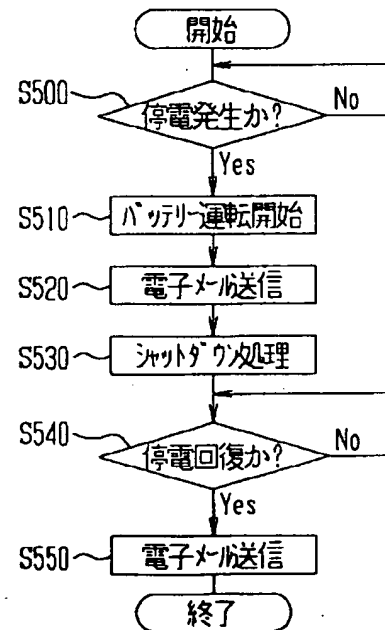 開始
S500
停電発生か?
No
Yes
S510
バッテリー運転開始
S520
電子メール送信
S530
シャットダウン処理
S540
停電回復か?
No
Yes
S550
電子メール送信
終了